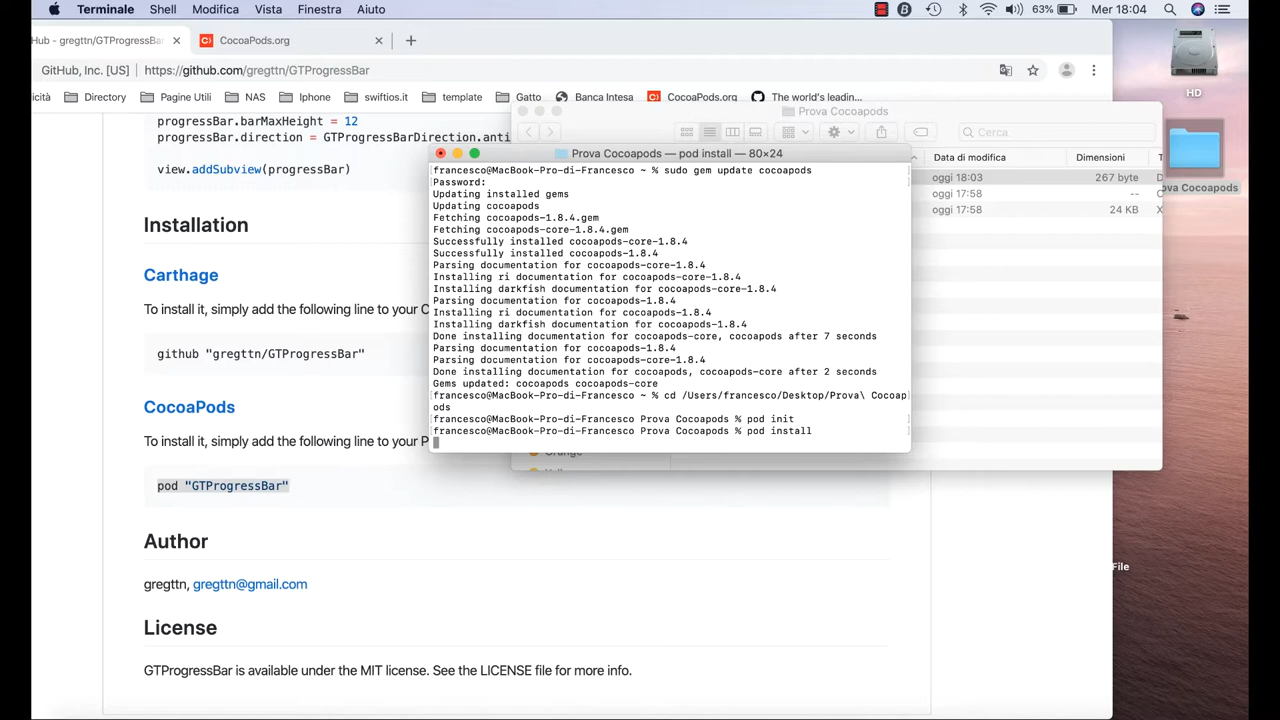 Terminale Shell Modifica Vista Finestra Aiuto 63% Mer 18:04
Hub - gregttn/GTProgressBar CocoaPods.org
GitHub, Inc. [US] https://github.com/gregttn/GTProgressBar
icità Directory Pagine Utili NAS Iphone swiftios.it template Gatto Banca Intesa CocoaPods.org The world's leadin...
HD
progressBar.barMaxHeight = 12
progressBar.direction = GTProgressBarDirection.anti
view.addSubview(progressBar)
Prova Cocoapods
Cerca
Data di modifica Dimensioni
oggi 18:03 267 byte
oggi 17:58 --
oggi 17:58 24 KB
ova Cocoapods
Prova Cocoapods — pod install — 80×24
francesco@MacBook-Pro-di-Francesco ~ % sudo gem update cocoapods
Password:
Updating installed gems
Updating cocoapods
Fetching cocoapods-1.8.4.gem
Fetching cocoapods-core-1.8.4.gem
Successfully installed cocoapods-core-1.8.4
Successfully installed cocoapods-1.8.4
Parsing documentation for cocoapods-core-1.8.4
Installing ri documentation for cocoapods-core-1.8.4
Installing darkfish documentation for cocoapods-core-1.8.4
Parsing documentation for cocoapods-1.8.4
Installing ri documentation for cocoapods-1.8.4
Installing darkfish documentation for cocoapods-1.8.4
Done installing documentation for cocoapods-core, cocoapods after 7 seconds
Parsing documentation for cocoapods-1.8.4
Parsing documentation for cocoapods-core-1.8.4
Done installing documentation for cocoapods, cocoapods-core after 2 seconds
Gems updated: cocoapods cocoapods-core
francesco@MacBook-Pro-di-Francesco ~ % cd /Users/francesco/Desktop/Prova\ Cocoap
ods
francesco@MacBook-Pro-di-Francesco Prova Cocoapods % pod init
francesco@MacBook-Pro-di-Francesco Prova Cocoapods % pod install
Orange
Installation
Carthage
To install it, simply add the following line to your C
github "gregttn/GTProgressBar"
CocoaPods
To install it, simply add the following line to your P
pod "GTProgressBar"
Author
gregttn, gregttn@gmail.com
License
GTProgressBar is available under the MIT license. See the LICENSE file for more info.
File